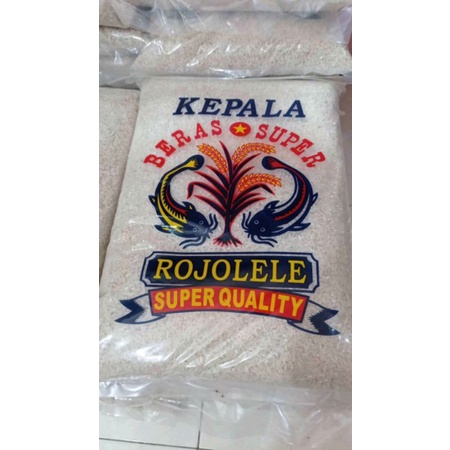 KEPALA
BERAS SUPER
ROJOLELE
SUPER QUALITY